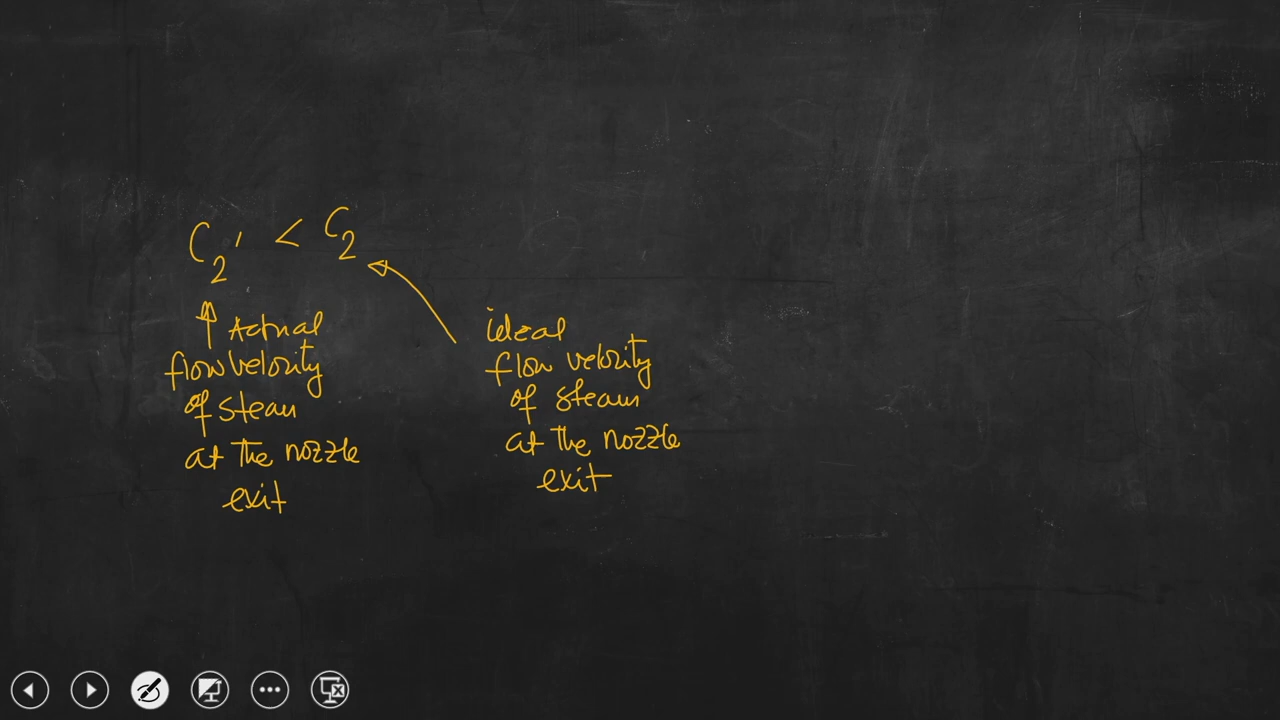 C₂' < C₂
Actual
flow velocity
of steam
at the nozzle
exit
ideal
flow velocity
of steam
at the nozzle
exit